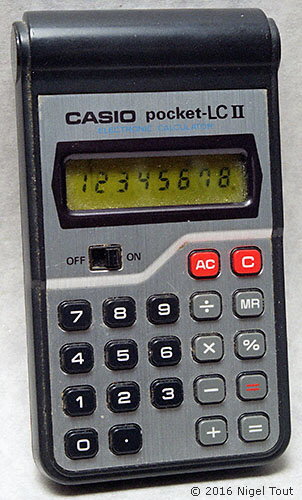 CASIO pocket-LC II
ELECTRONIC CALCULATOR
12345678
OFF ON
AC C
7 8 9 ÷ MR
4 5 6 × %
1 2 3 − =
0 · + =
© 2016 Nigel Tout